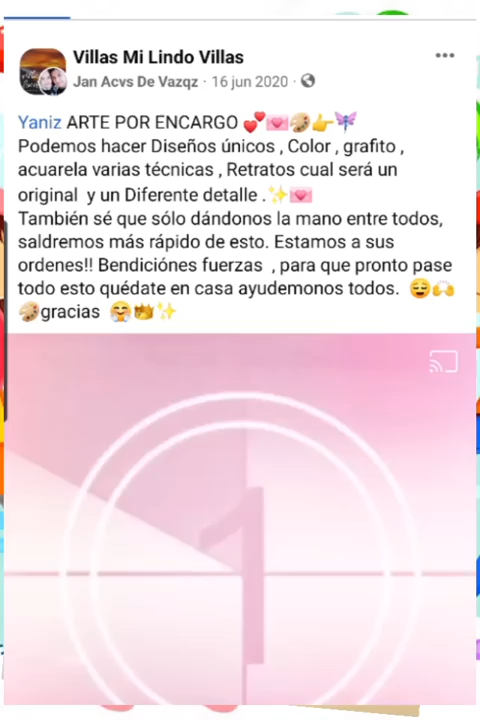 Villas Mi Lindo Villas
Jan Acvs De Vazqz · 16 jun 2020 ·
Yaniz ARTE POR ENCARGO 💕💌🎨👉🧚
Podemos hacer Diseños únicos , Color , grafito ,
acuarela varias técnicas , Retratos cual será un
original  y un Diferente detalle .✨💌
También sé que sólo dándonos la mano entre todos,
saldremos más rápido de esto. Estamos a sus
ordenes!! Bendiciónes fuerzas  , para que pronto pase
todo esto quédate en casa ayudemonos todos. 😌🙌
🎨gracias 🤗👑✨
1